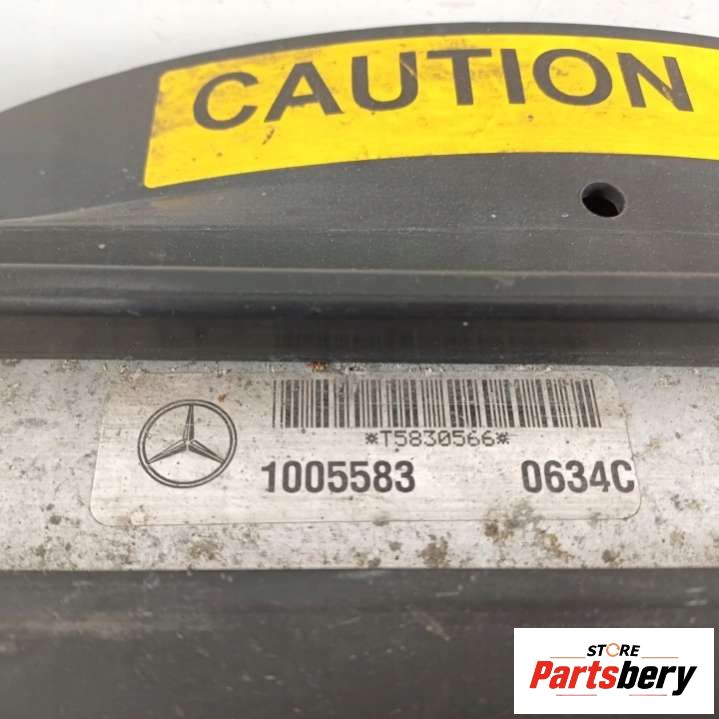 CAUTION
*T5830566*
1005583 0634C
STORE
Partsbery